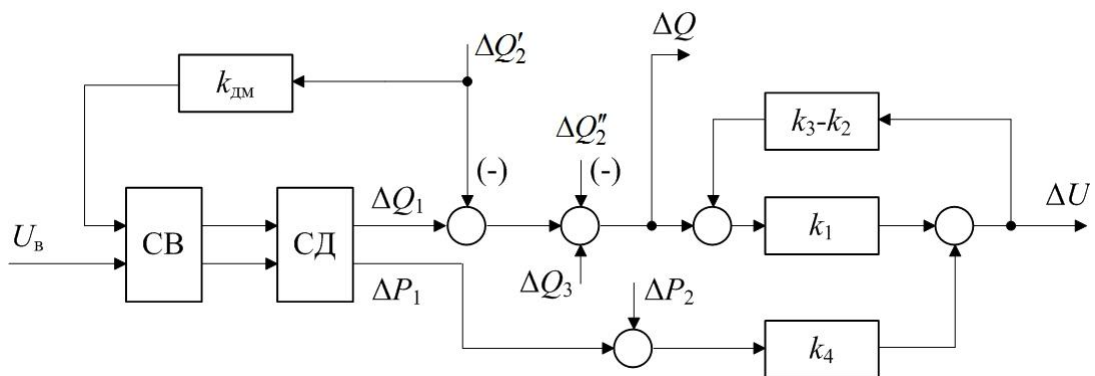 ΔQ
ΔQ′₂
k_дм
ΔQ″₂
k₃-k₂
(-)
(-)
ΔQ₁
ΔU
U_в
СВ
СД
k₁
ΔP₁
ΔQ₃
ΔP₂
k₄